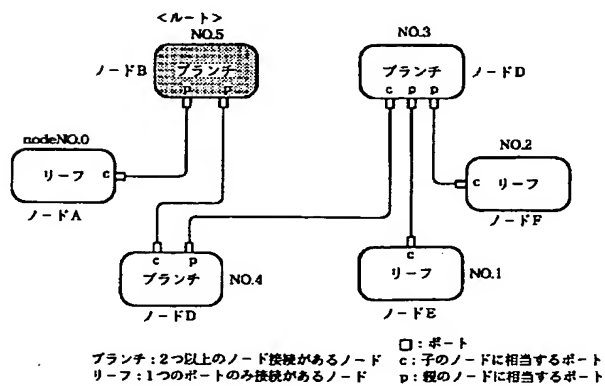 <ルート>
NO.5
ノードB
ブランチ
p p
NO.3
ブランチ
ノードD
c p p
nodeNO.0
リーフ c
ノードA
NO.2
c リーフ
ノードF
c p
ブランチ
NO.4
ノードD
c
リーフ
NO.1
ノードE
□:ポート
ブランチ:2つ以上のノード接続があるノード
c:子のノードに相当するポート
リーフ:1つのポートのみ接続があるノード
p:親のノードに相当するポート